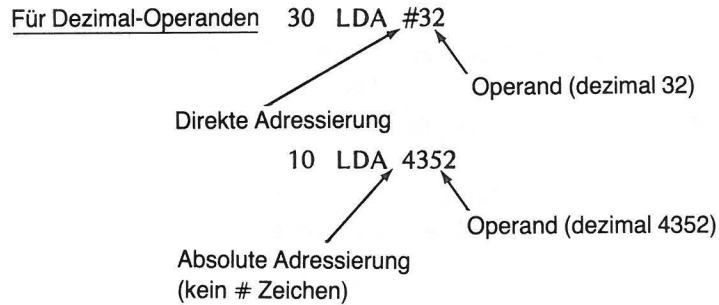 Für Dezimal-Operanden 30 LDA #32
Operand (dezimal 32)
Direkte Adressierung
10 LDA 4352
Operand (dezimal 4352)
Absolute Adressierung
(kein # Zeichen)